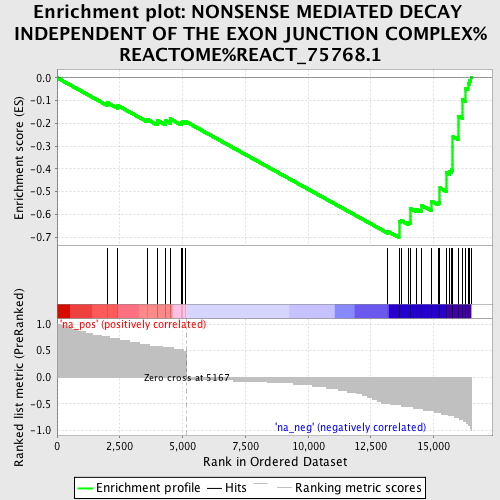 Enrichment plot: NONSENSE MEDIATED DECAY
INDEPENDENT OF THE EXON JUNCTION COMPLEX%
REACTOME%REACT_75768.1
Enrichment score (ES)
0.0
-0.1
-0.2
-0.3
-0.4
-0.5
-0.6
-0.7
'na_pos' (positively correlated)
Ranked list metric (PreRanked)
1.0
0.5
0.0
-0.5
-1.0
Zero cross at 5167
'na_neg' (negatively correlated)
0
2,500
5,000
7,500
10,000
12,500
15,000
Rank in Ordered Dataset
Enrichment profile
Hits
Ranking metric scores